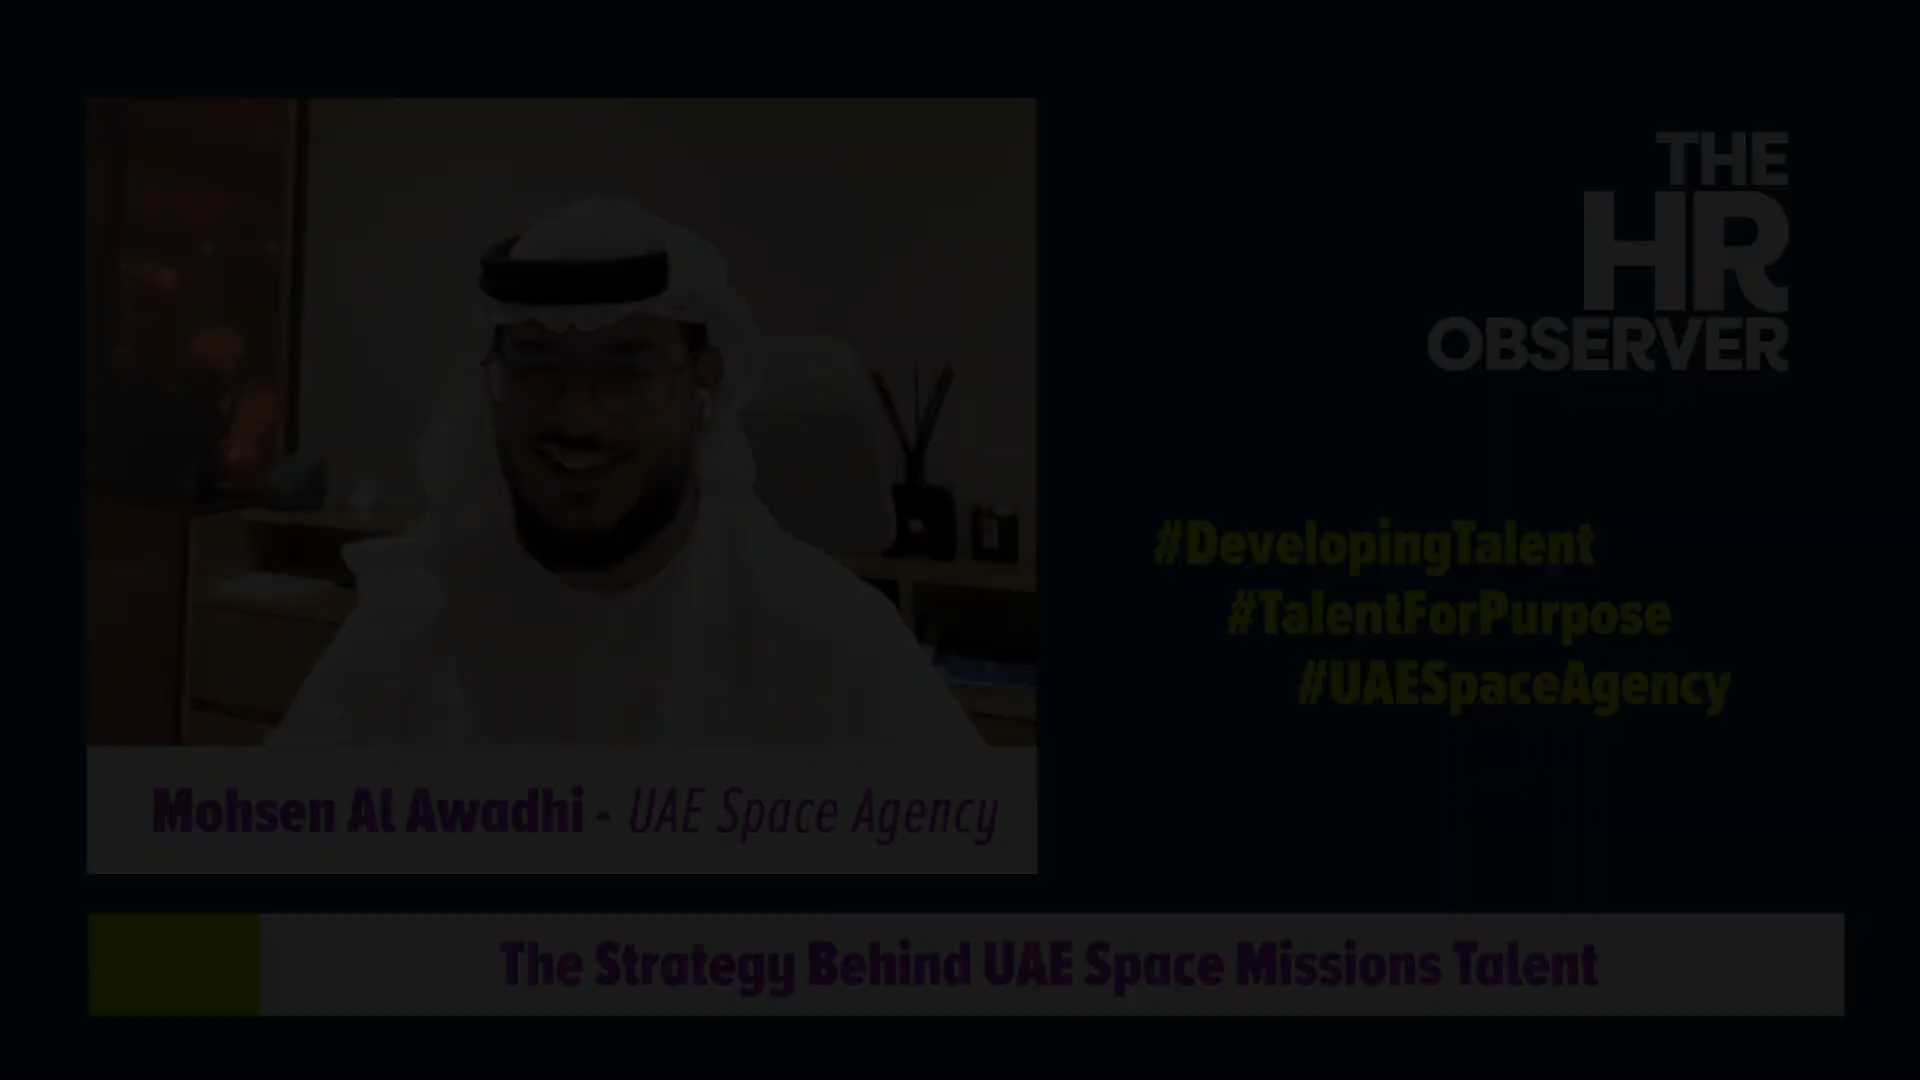 THE
HR
OBSERVER
#DevelopingTalent
#TalentForPurpose
#UAESpaceAgency
Mohsen Al Awadhi - UAE Space Agency
The Strategy Behind UAE Space Missions Talent